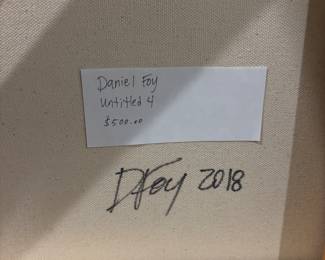 Daniel Foy
Untitled 4
$500.00
DFoy 2018